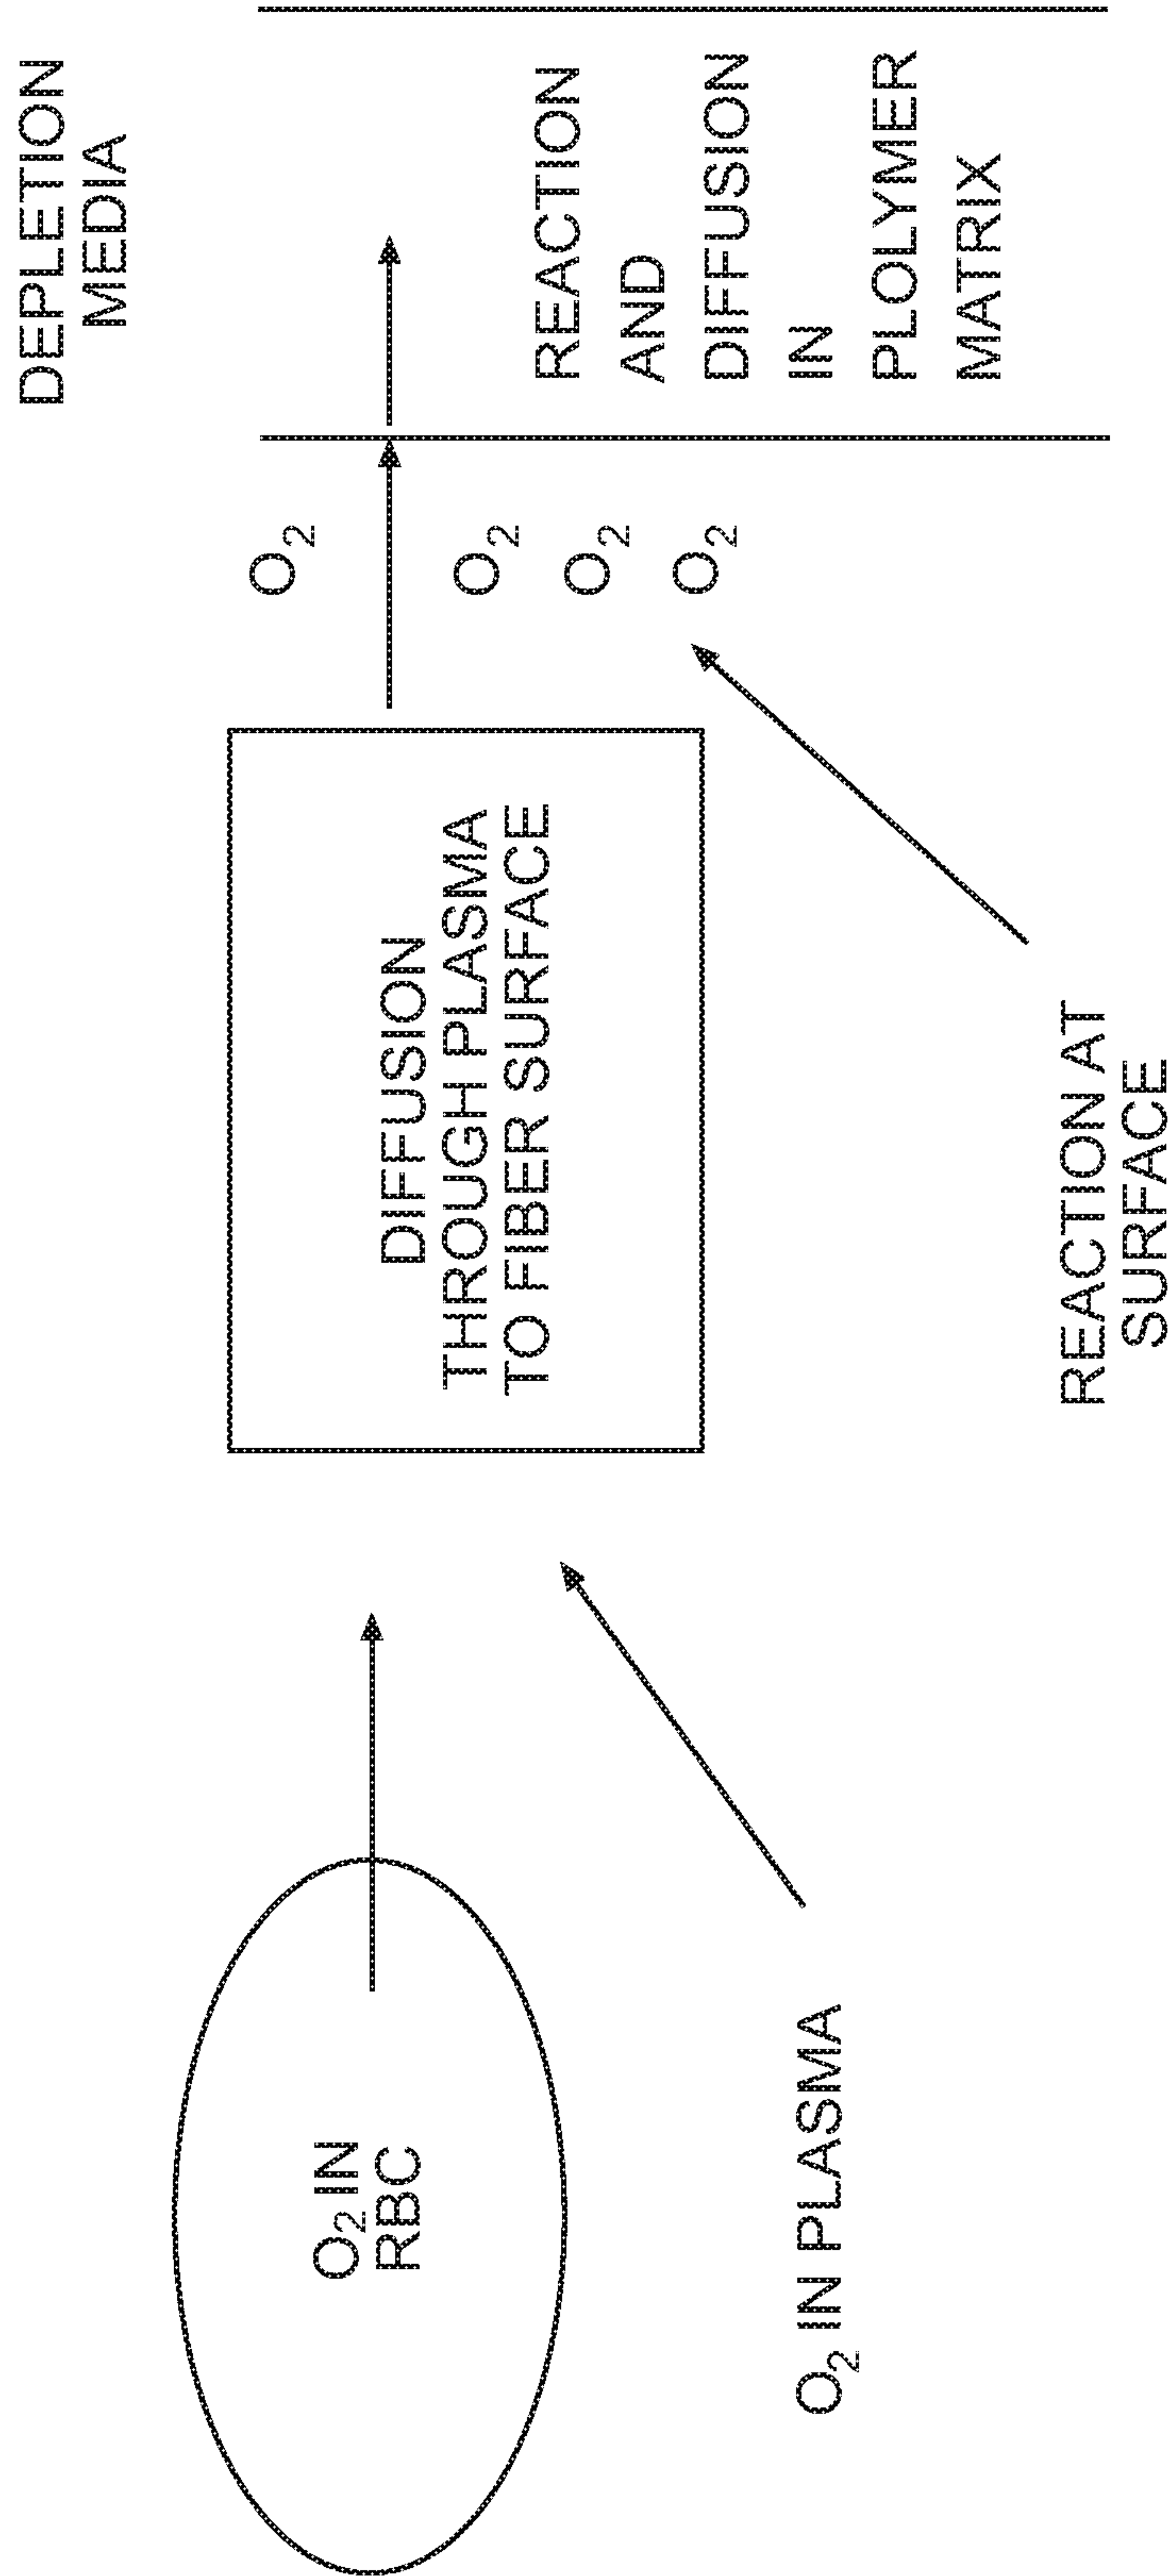 O2 IN
RBC
O2 IN PLASMA
DIFFUSION
THROUGH PLASMA
TO FIBER SURFACE
REACTION AT
SURFACE
O2
O2
O2
O2
DEPLETION
MEDIA
REACTION
AND
DIFFUSION
IN
PLOLYMER
MATRIX